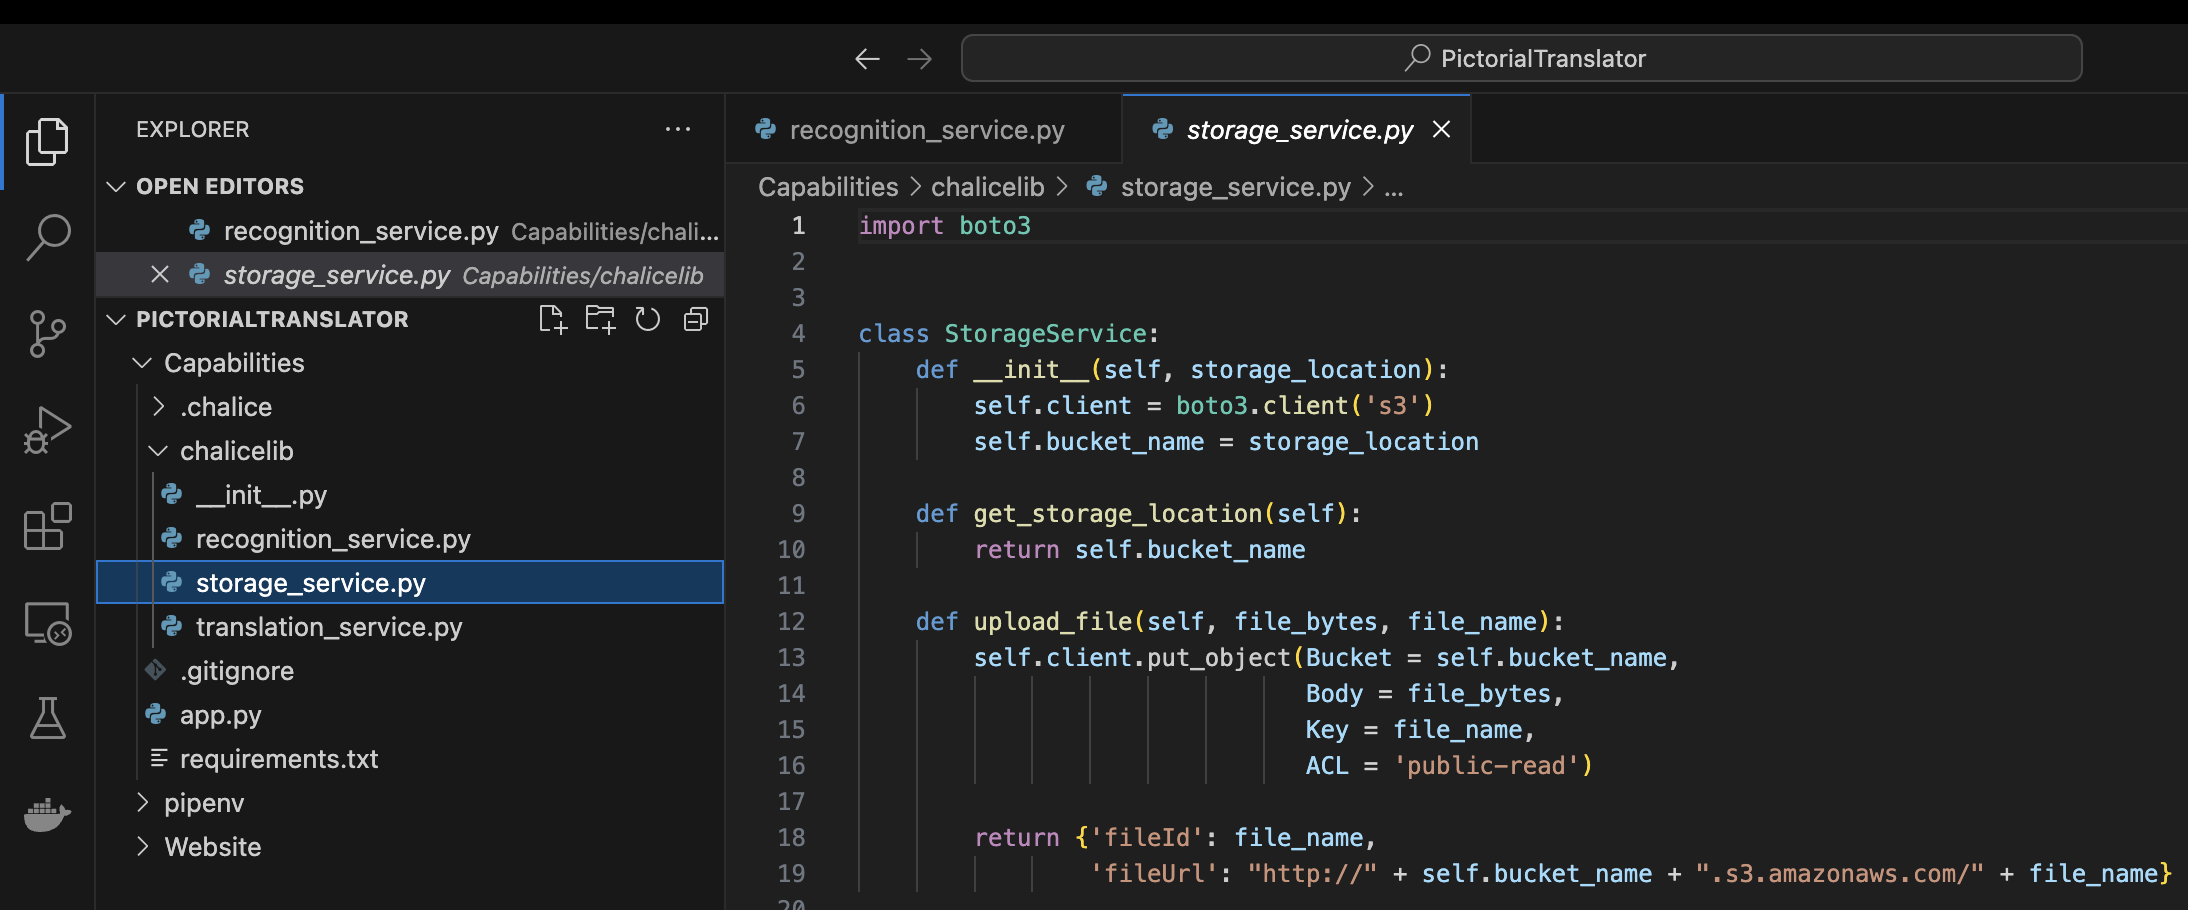 PictorialTranslator
EXPLORER
...
OPEN EDITORS
recognition_service.py Capabilities/chali...
storage_service.py Capabilities/chalicelib
PICTORIALTRANSLATOR
Capabilities
.chalice
chalicelib
__init__.py
recognition_service.py
storage_service.py
translation_service.py
.gitignore
app.py
requirements.txt
pipenv
Website
recognition_service.py
storage_service.py
Capabilities > chalicelib > storage_service.py > ...
1 import boto3
2
3
4 class StorageService:
5     def __init__(self, storage_location):
6         self.client = boto3.client('s3')
7         self.bucket_name = storage_location
8
9     def get_storage_location(self):
10         return self.bucket_name
11
12     def upload_file(self, file_bytes, file_name):
13         self.client.put_object(Bucket = self.bucket_name,
14                                Body = file_bytes,
15                                Key = file_name,
16                                ACL = 'public-read')
17
18         return {'fileId': file_name,
19                 'fileUrl': "http://" + self.bucket_name + ".s3.amazonaws.com/" + file_name}
20